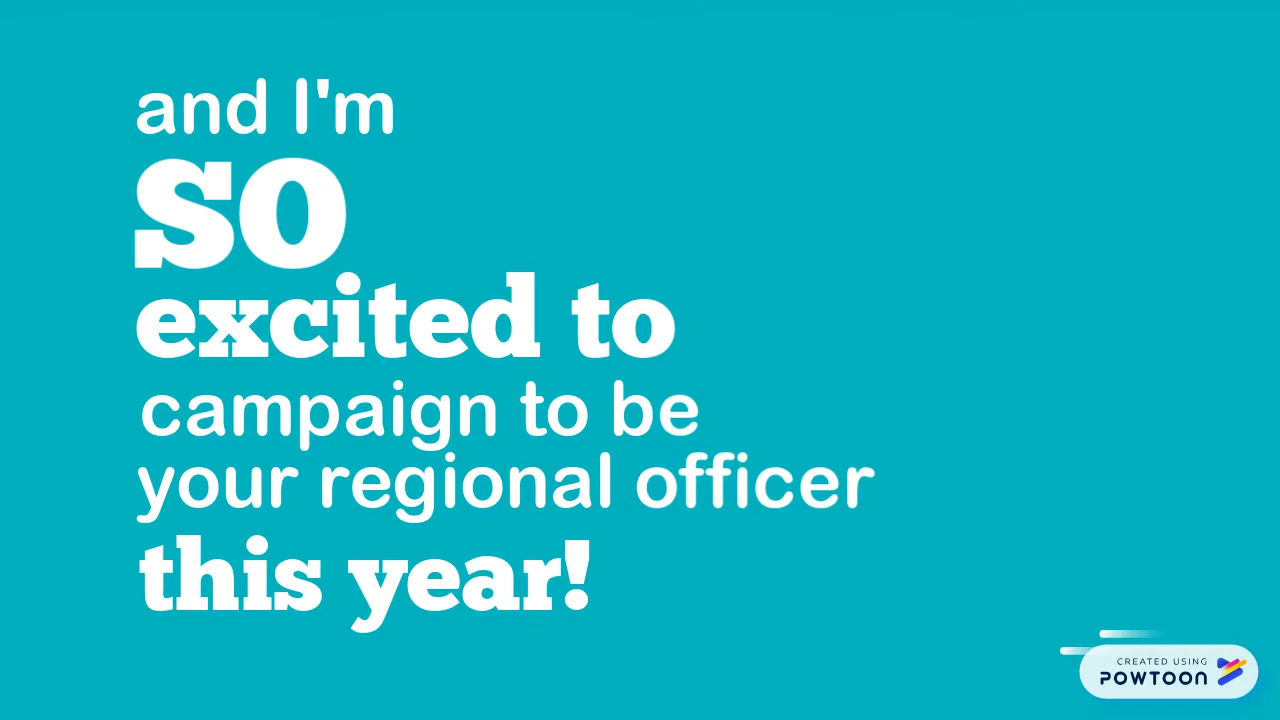 and I'm
SO
excited to
campaign to be
your regional officer
this year!
CREATED USING
POWTOON